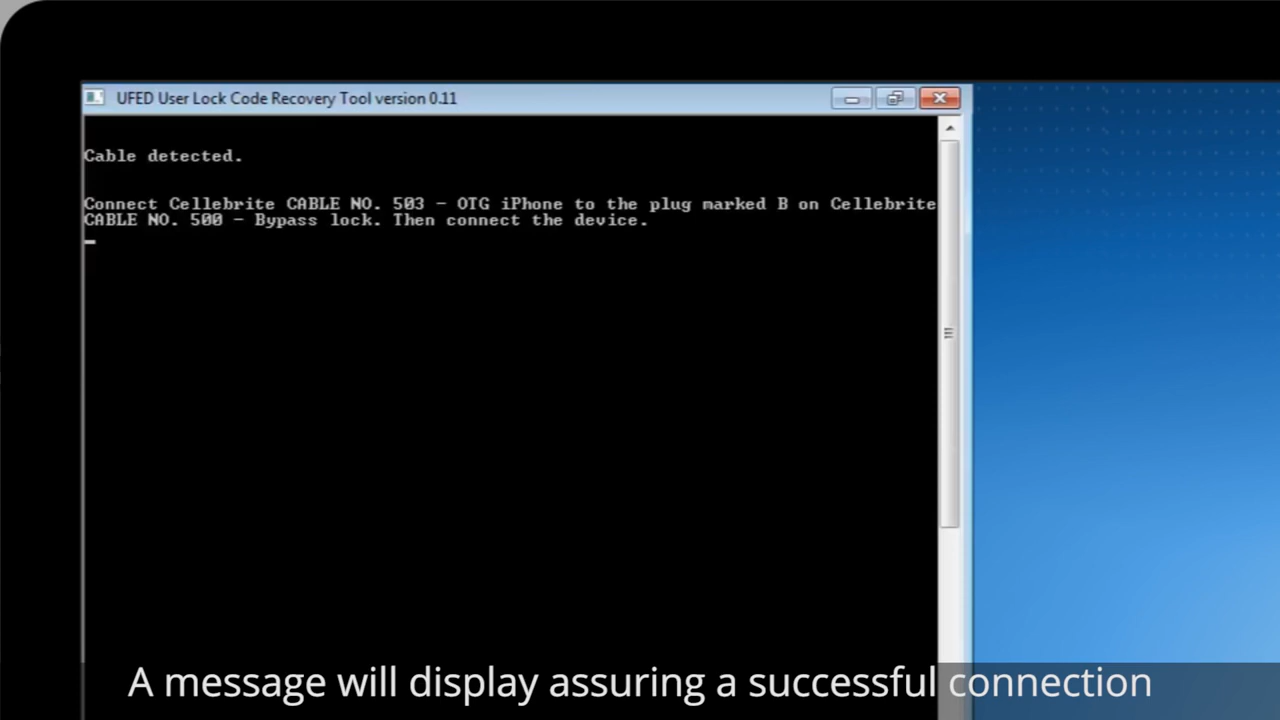 UFED User Lock Code Recovery Tool version 0.11
Cable detected.
Connect Cellebrite CABLE NO. 503 - OTG iPhone to the plug marked B on Cellebrite
CABLE NO. 500 - Bypass lock. Then connect the device.
A message will display assuring a successful connection